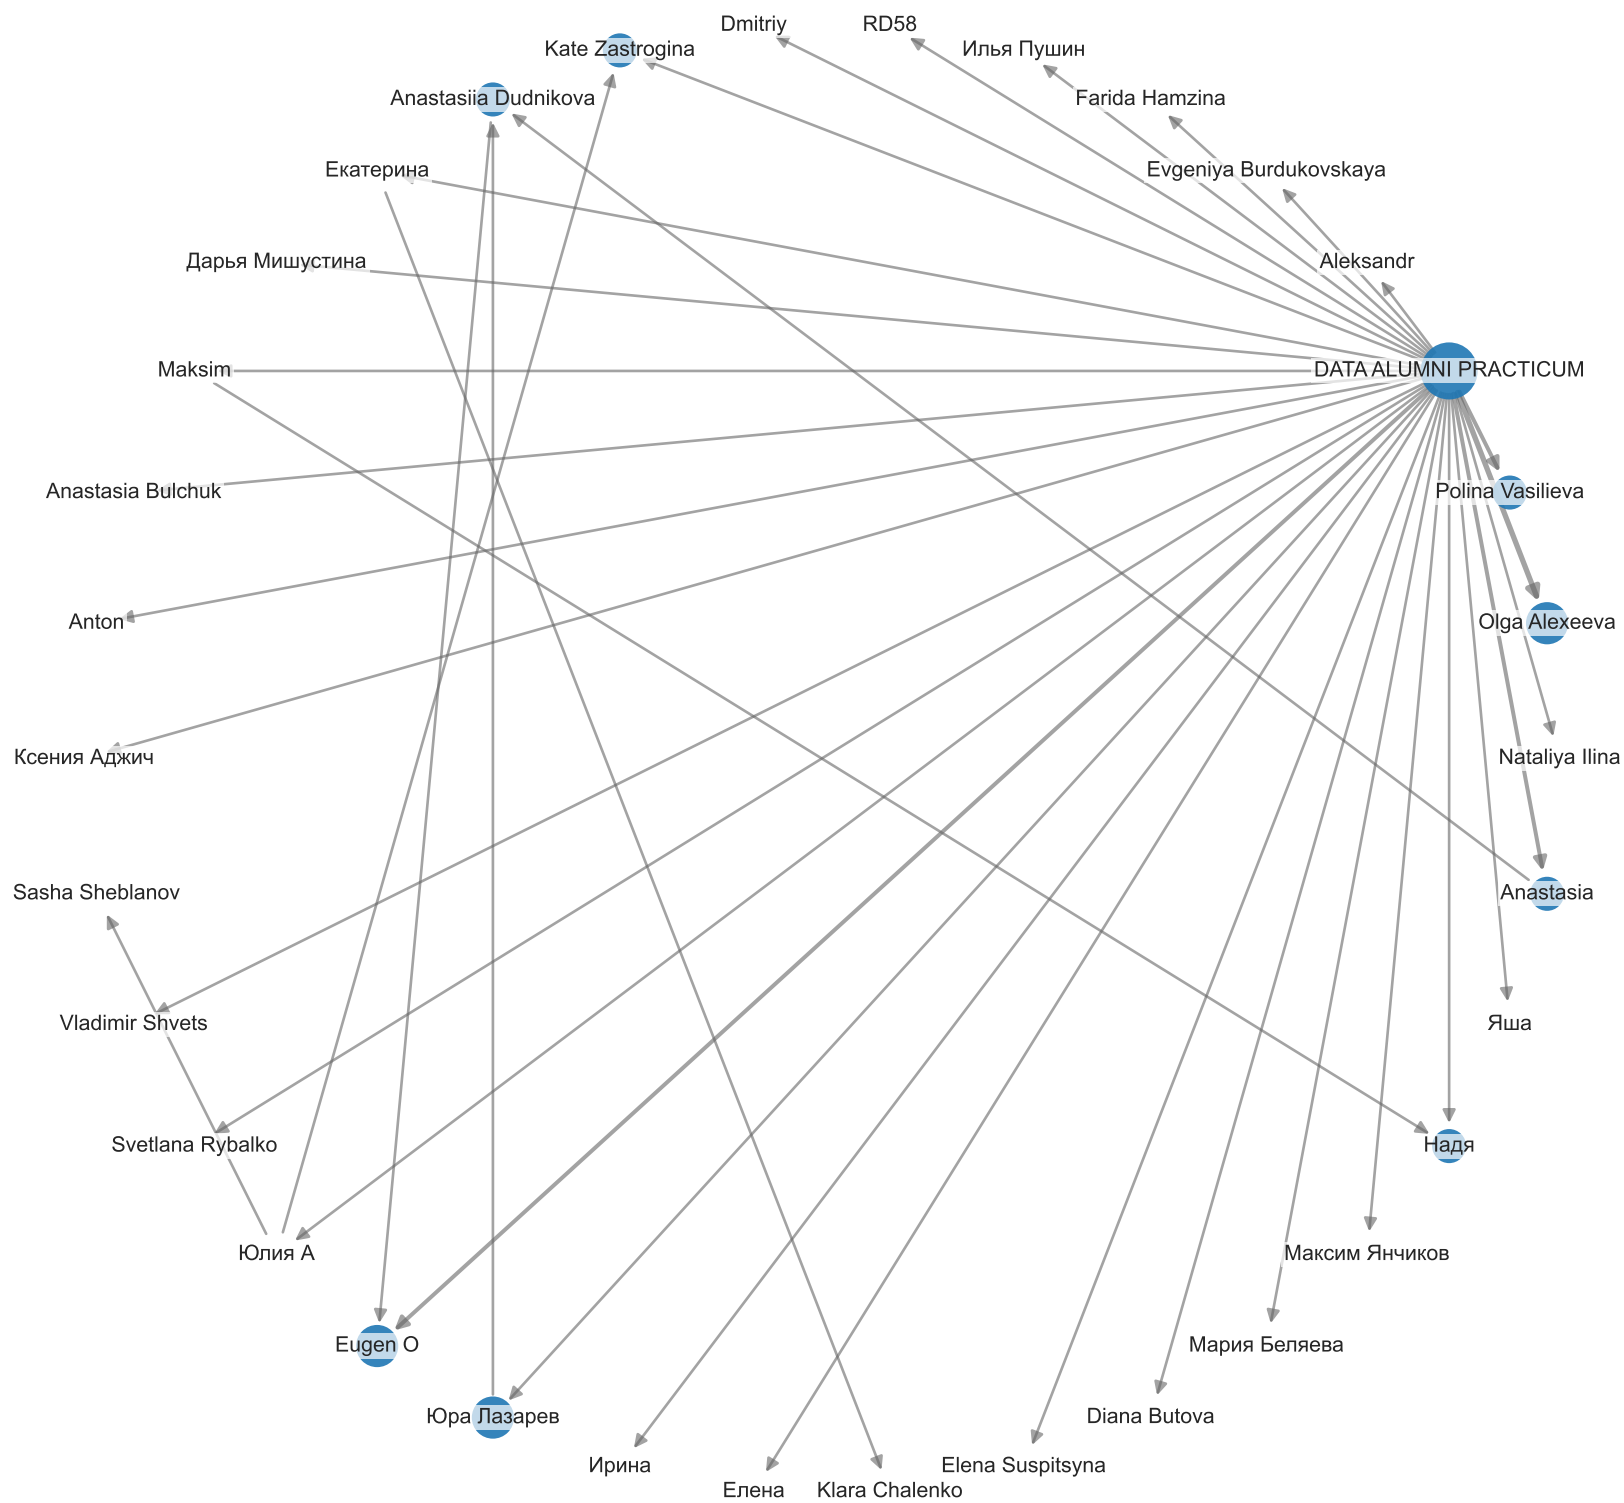 Dmitriy
RD58
Kate Zastrogina
Илья Пушин
Anastasiia Dudnikova
Farida Hamzina
Екатерина
Evgeniya Burdukovskaya
Дарья Мишустина
Aleksandr
Maksim
DATA ALUMNI PRACTICUM
Anastasia Bulchuk
Polina Vasilieva
Anton
Olga Alexeeva
Ксения Аджич
Nataliya Ilina
Sasha Sheblanov
Anastasia
Vladimir Shvets
Яша
Svetlana Rybalko
Надя
Юлия А
Максим Янчиков
Eugen O
Мария Беляева
Юра Лазарев
Diana Butova
Ирина
Elena Suspitsyna
Елена
Klara Chalenko